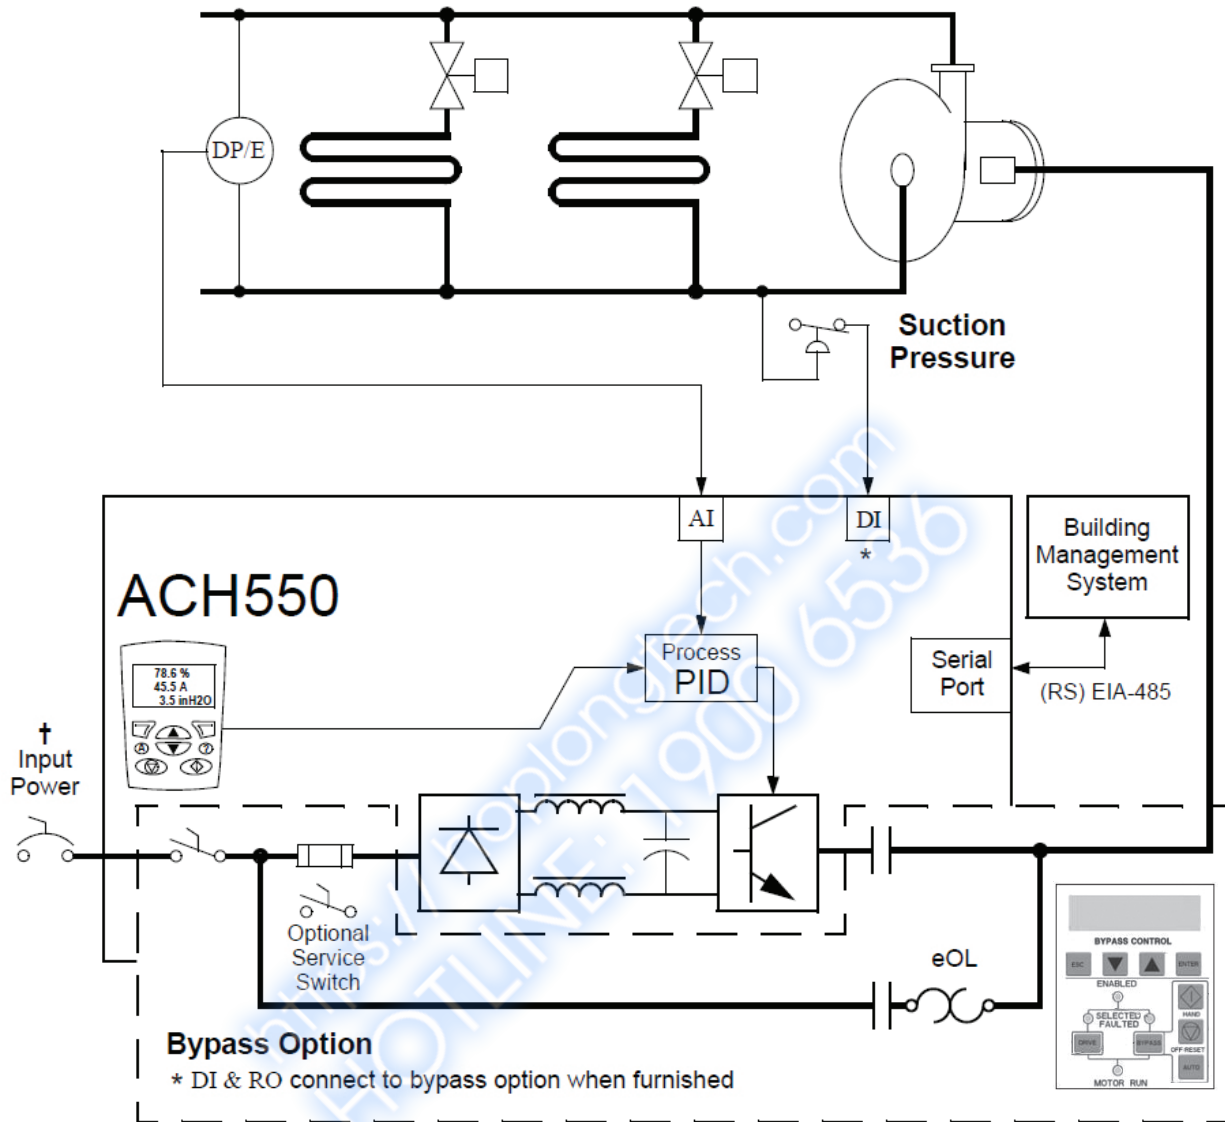 DP/E
Suction
Pressure
AI
DI
*
Building
Management
System
ACH550
78.6 %
45.5 A
3.5 inH2O
Process
PID
Serial
Port
(RS) EIA-485
†
Input
Power
A
?
Optional
Service
Switch
eOL
BYPASS CONTROL
ESC
ENTER
ENABLED
HAND
SELECTED
FAULTED
DRIVE
BYPASS
OFF-RESET
AUTO
MOTOR RUN
Bypass Option
* DI & RO connect to bypass option when furnished
https://hoplongtech.com
HOTLINE: 1900 6536